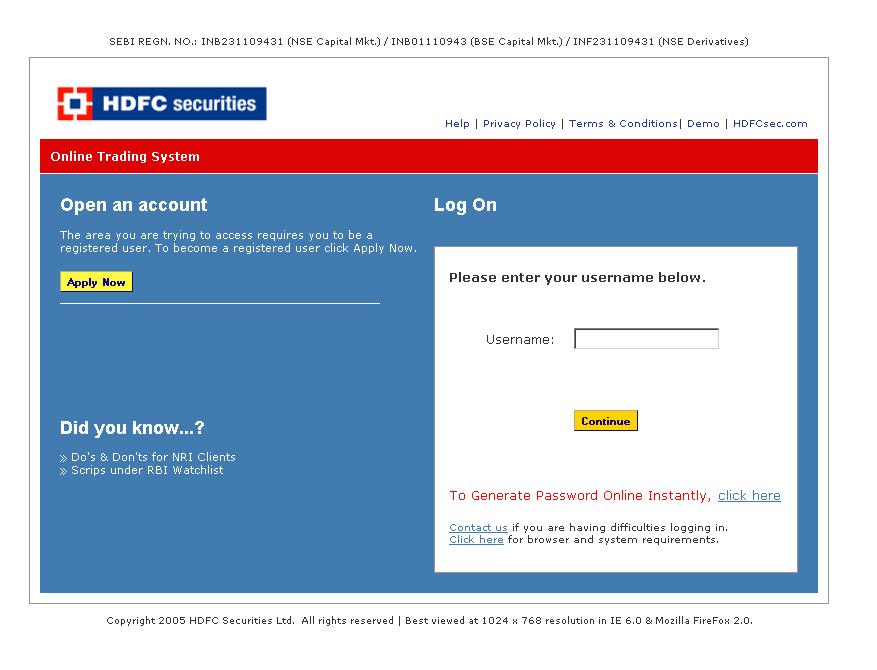 SEBI REGN. NO.: INB231109431 (NSE Capital Mkt.) / INB01110943 (BSE Capital Mkt.) / INF231109431 (NSE Derivatives)
HDFC securities
Help | Privacy Policy | Terms & Conditions| Demo | HDFCsec.com
Online Trading System
Open an account
The area you are trying to access requires you to be a
registered user. To become a registered user click Apply Now.
Apply Now
Did you know...?
» Do's & Don'ts for NRI Clients
» Scrips under RBI Watchlist
Log On
Please enter your username below.
Username:
Continue
To Generate Password Online Instantly, click here
Contact us if you are having difficulties logging in.
Click here for browser and system requirements.
Copyright 2005 HDFC Securities Ltd. All rights reserved | Best viewed at 1024 x 768 resolution in IE 6.0 & Mozilla FireFox 2.0.